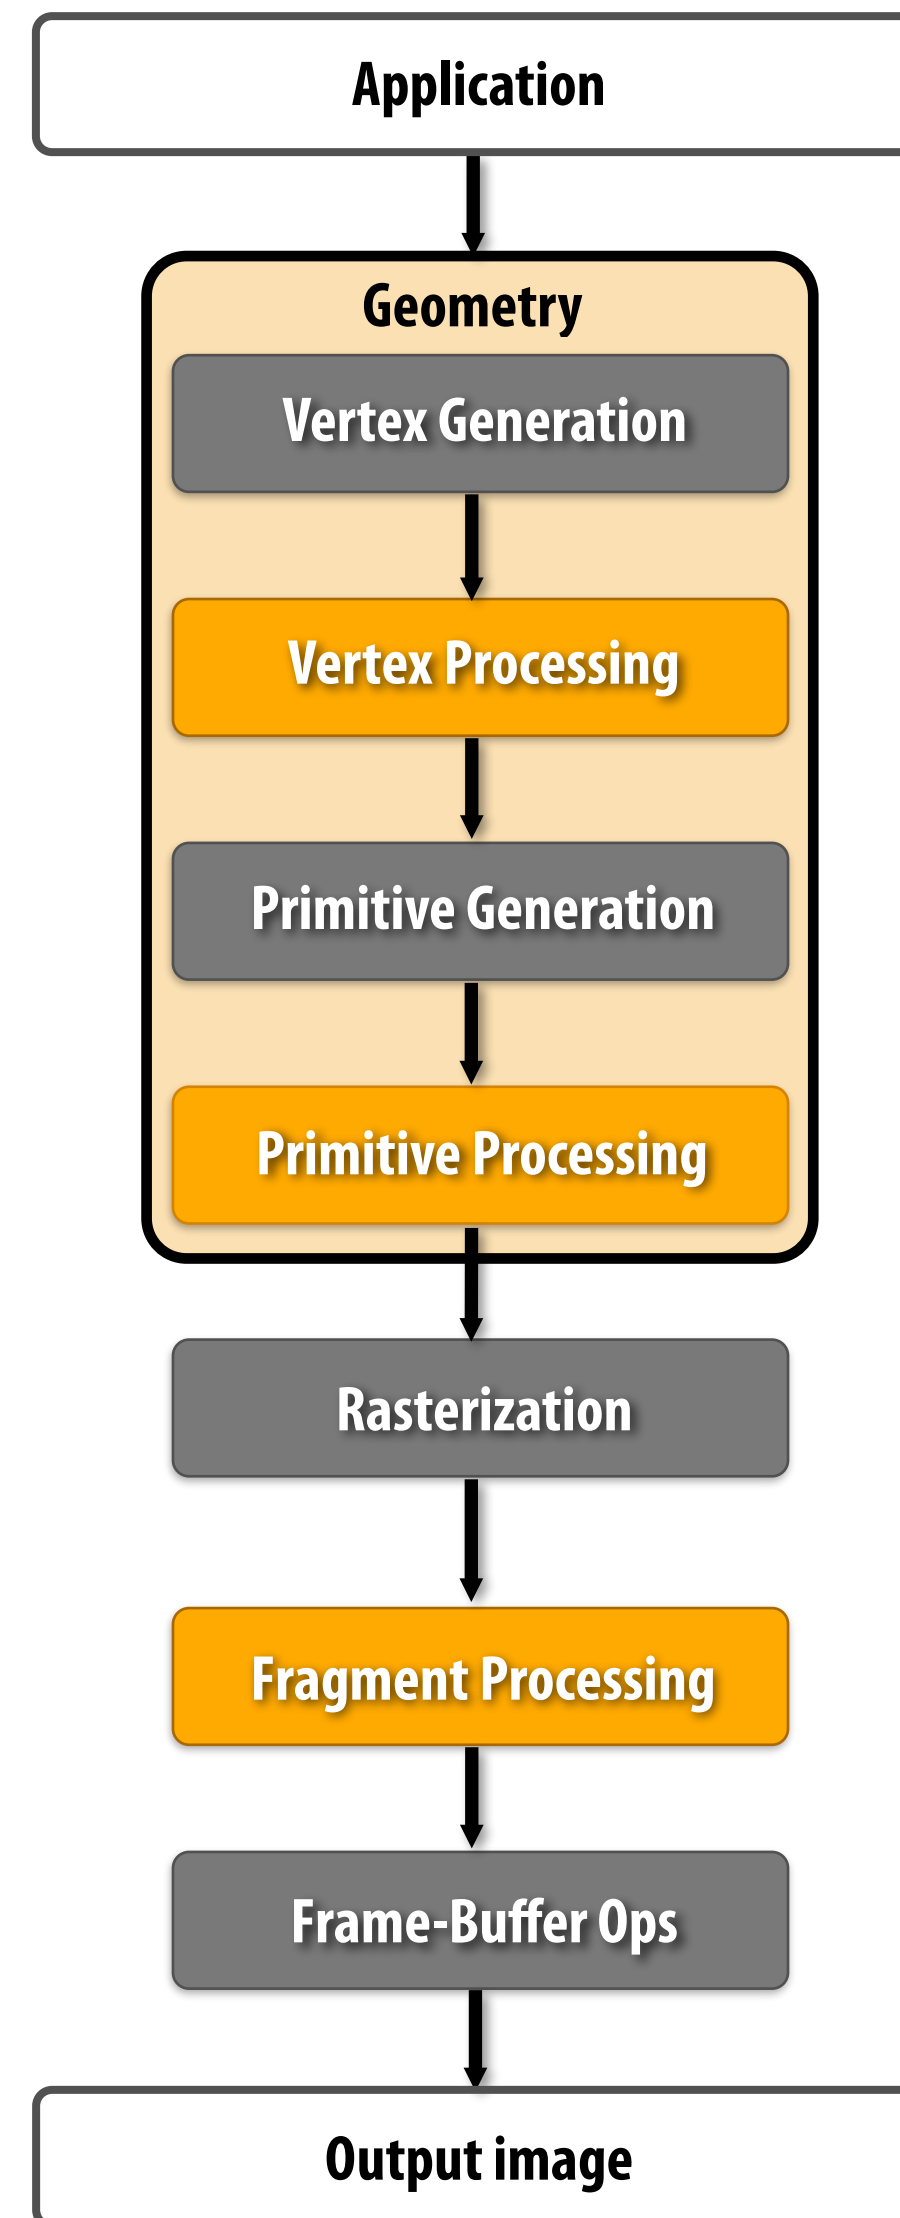 Application
Geometry
Vertex Generation
Vertex Processing
Primitive Generation
Primitive Processing
Rasterization
Fragment Processing
Frame-Buffer Ops
Output image